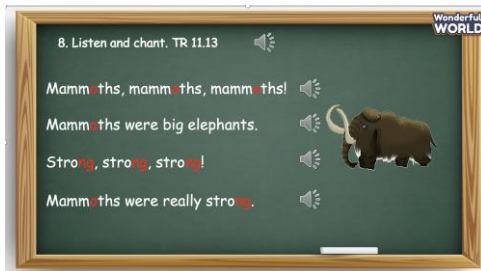 Wonderful
WORLD
8. Listen and chant. TR 11.13
Mammoths, mammoths, mammoths!
Mammoths were big elephants.
Strong, strong, strong!
Mammoths were really strong.